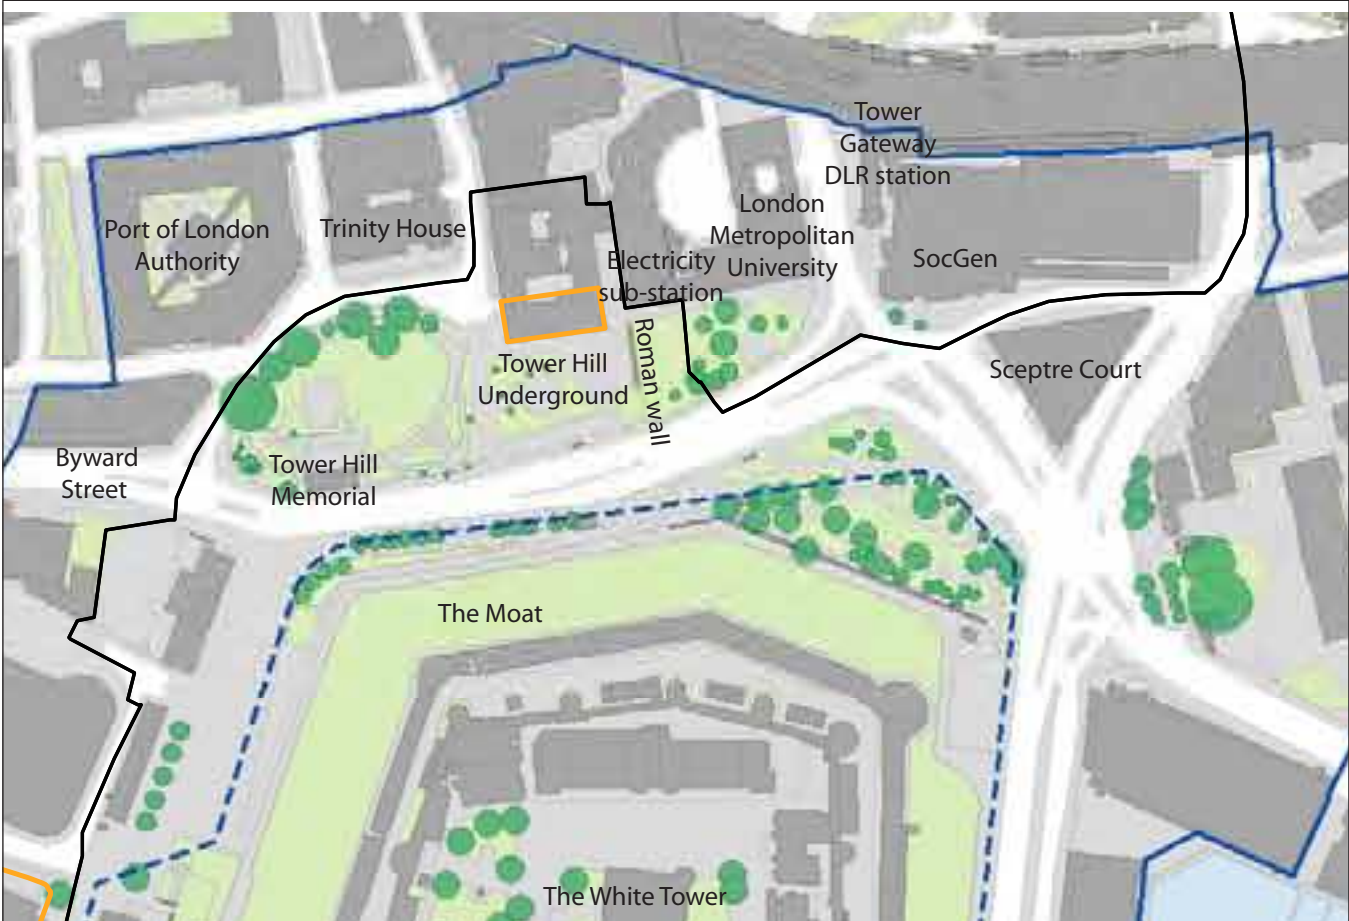 Tower
Gateway
DLR station
Port of London
Authority
Trinity House
London
Metropolitan
University
Electricity
sub-station
SocGen
Roman wall
Tower Hill
Underground
Sceptre Court
Byward
Street
Tower Hill
Memorial
The Moat
The White Tower